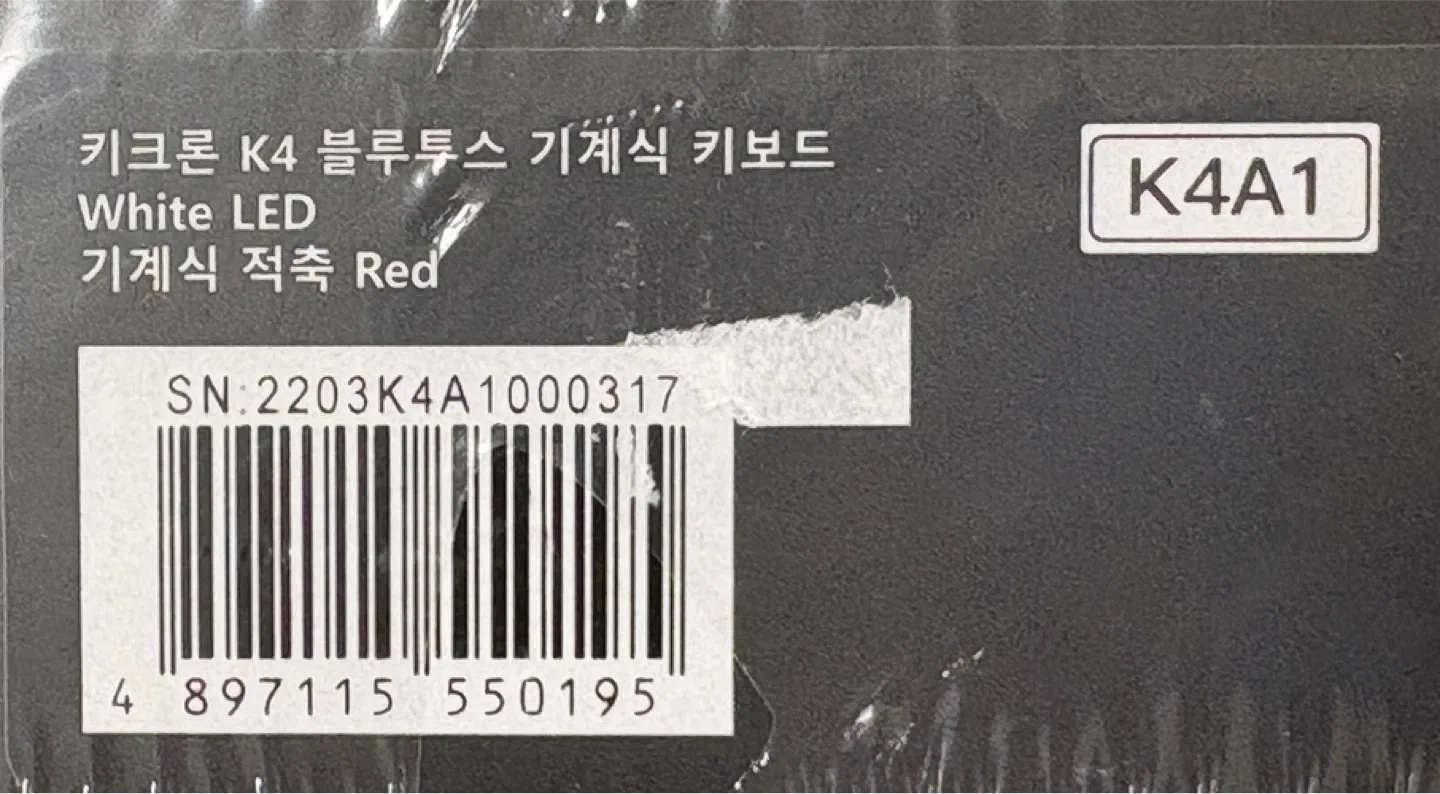 키크론 K4 블루투스 기계식 키보드
White LED
기계식 적축 Red
K4A1
SN:2203K4A1000317
4 897115 550195